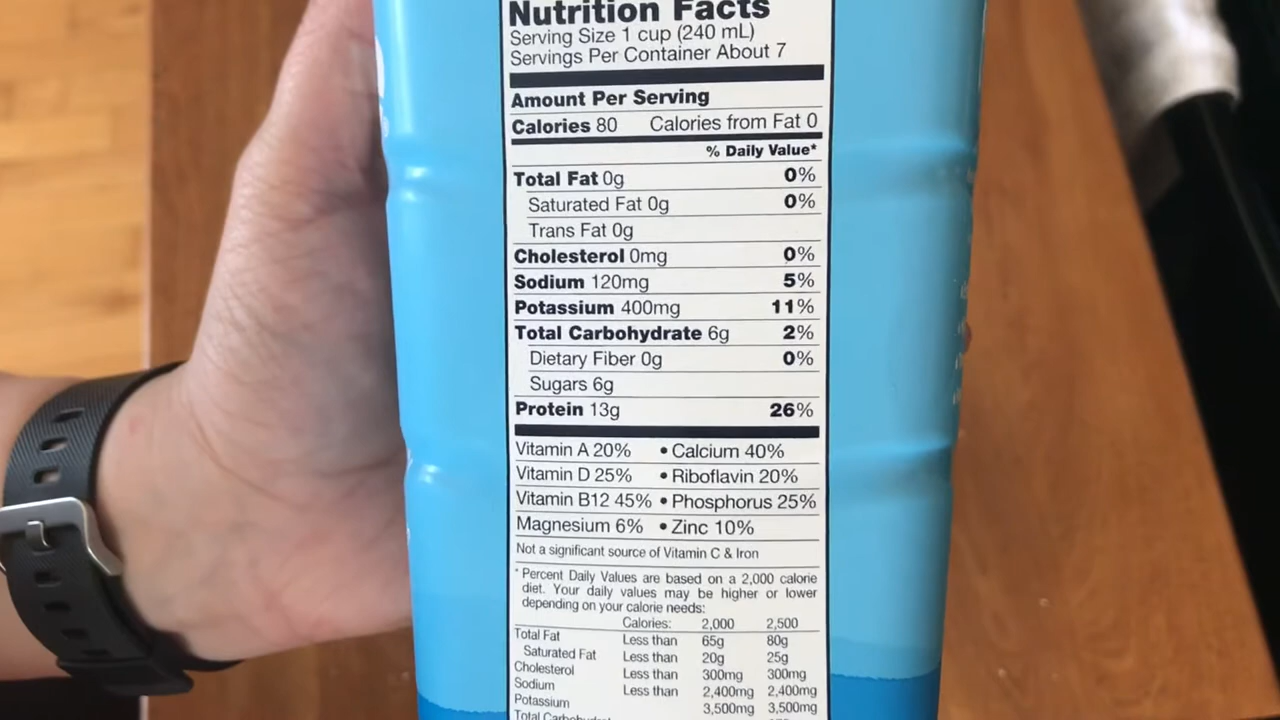 Nutrition Facts
Serving Size 1 cup (240 mL)
Servings Per Container About 7
Amount Per Serving
Calories 80 Calories from Fat 0
% Daily Value*
Total Fat 0g 0%
Saturated Fat 0g 0%
Trans Fat 0g
Cholesterol 0mg 0%
Sodium 120mg 5%
Potassium 400mg 11%
Total Carbohydrate 6g 2%
Dietary Fiber 0g 0%
Sugars 6g
Protein 13g 26%
Vitamin A 20% • Calcium 40%
Vitamin D 25% • Riboflavin 20%
Vitamin B12 45% • Phosphorus 25%
Magnesium 6% • Zinc 10%
Not a significant source of Vitamin C & Iron
*Percent Daily Values are based on a 2,000 calorie
diet. Your daily values may be higher or lower
depending on your calorie needs:
Calories: 2,000 2,500
Total Fat Less than 65g 80g
Saturated Fat Less than 20g 25g
Cholesterol Less than 300mg 300mg
Sodium Less than 2,400mg 2,400mg
Potassium 3,500mg 3,500mg
Total